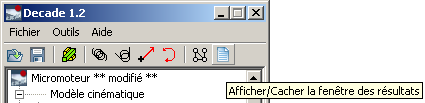 Decade 1.2
Fichier Outils Aide
Micromoteur ** modifié **
Afficher/Cacher la fenêtre des résultats
Modèle cinématique